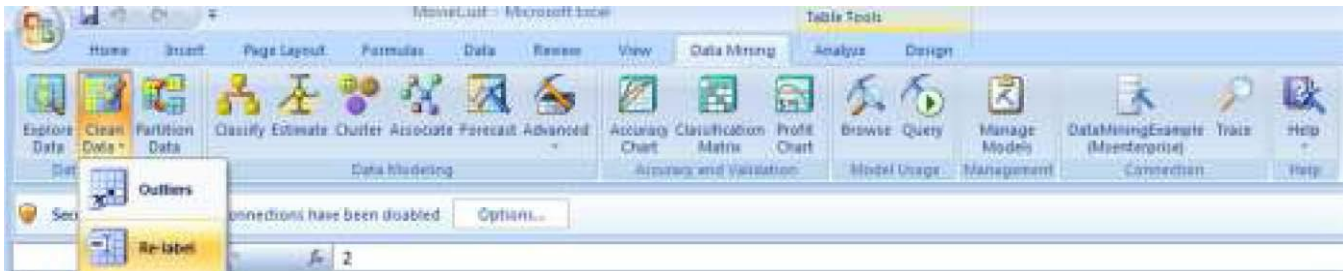 Microsoft Excel
Table Tools
Home Insert Page Layout Formulas Data Review View Data Mining Analyze Design
Explore Data
Clean Data
Partition Data
Classify Estimate Cluster Associate Forecast Advanced
Accuracy Chart
Classification Matrix
Profit Chart
Browse Query
Manage Models
DataMiningExample (Msenterprise)
Trace
Help
Data Modeling
Accuracy and Validation
Model Usage
Management
Connection
Help
Outliers
onnections have been disabled Options...
Re-label
fx 2